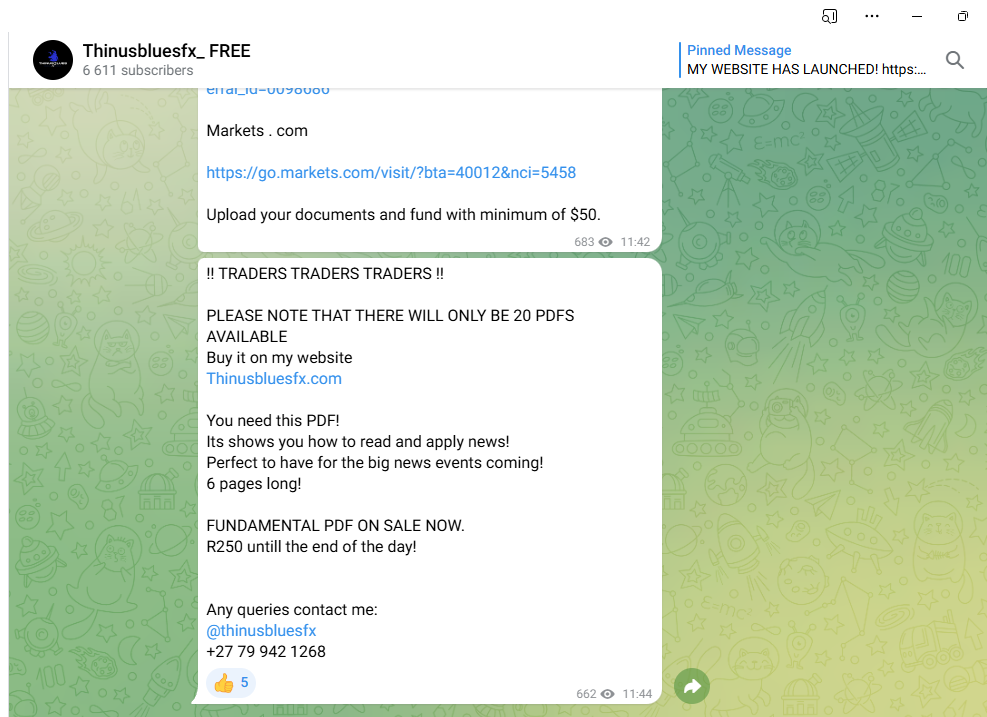 Thinusbluesfx_ FREE
6 611 subscribers
Pinned Message
MY WEBSITE HAS LAUNCHED! https:...
erral_id=6098686
Markets . com
https://go.markets.com/visit/?bta=40012&nci=5458
Upload your documents and fund with minimum of $50.
683 11:42
!! TRADERS TRADERS TRADERS !!
PLEASE NOTE THAT THERE WILL ONLY BE 20 PDFS
AVAILABLE
Buy it on my website
Thinusbluesfx.com
You need this PDF!
Its shows you how to read and apply news!
Perfect to have for the big news events coming!
6 pages long!
FUNDAMENTAL PDF ON SALE NOW.
R250 untill the end of the day!
Any queries contact me:
@thinusbluesfx
+27 79 942 1268
👍 5
662 11:44
E=mc²